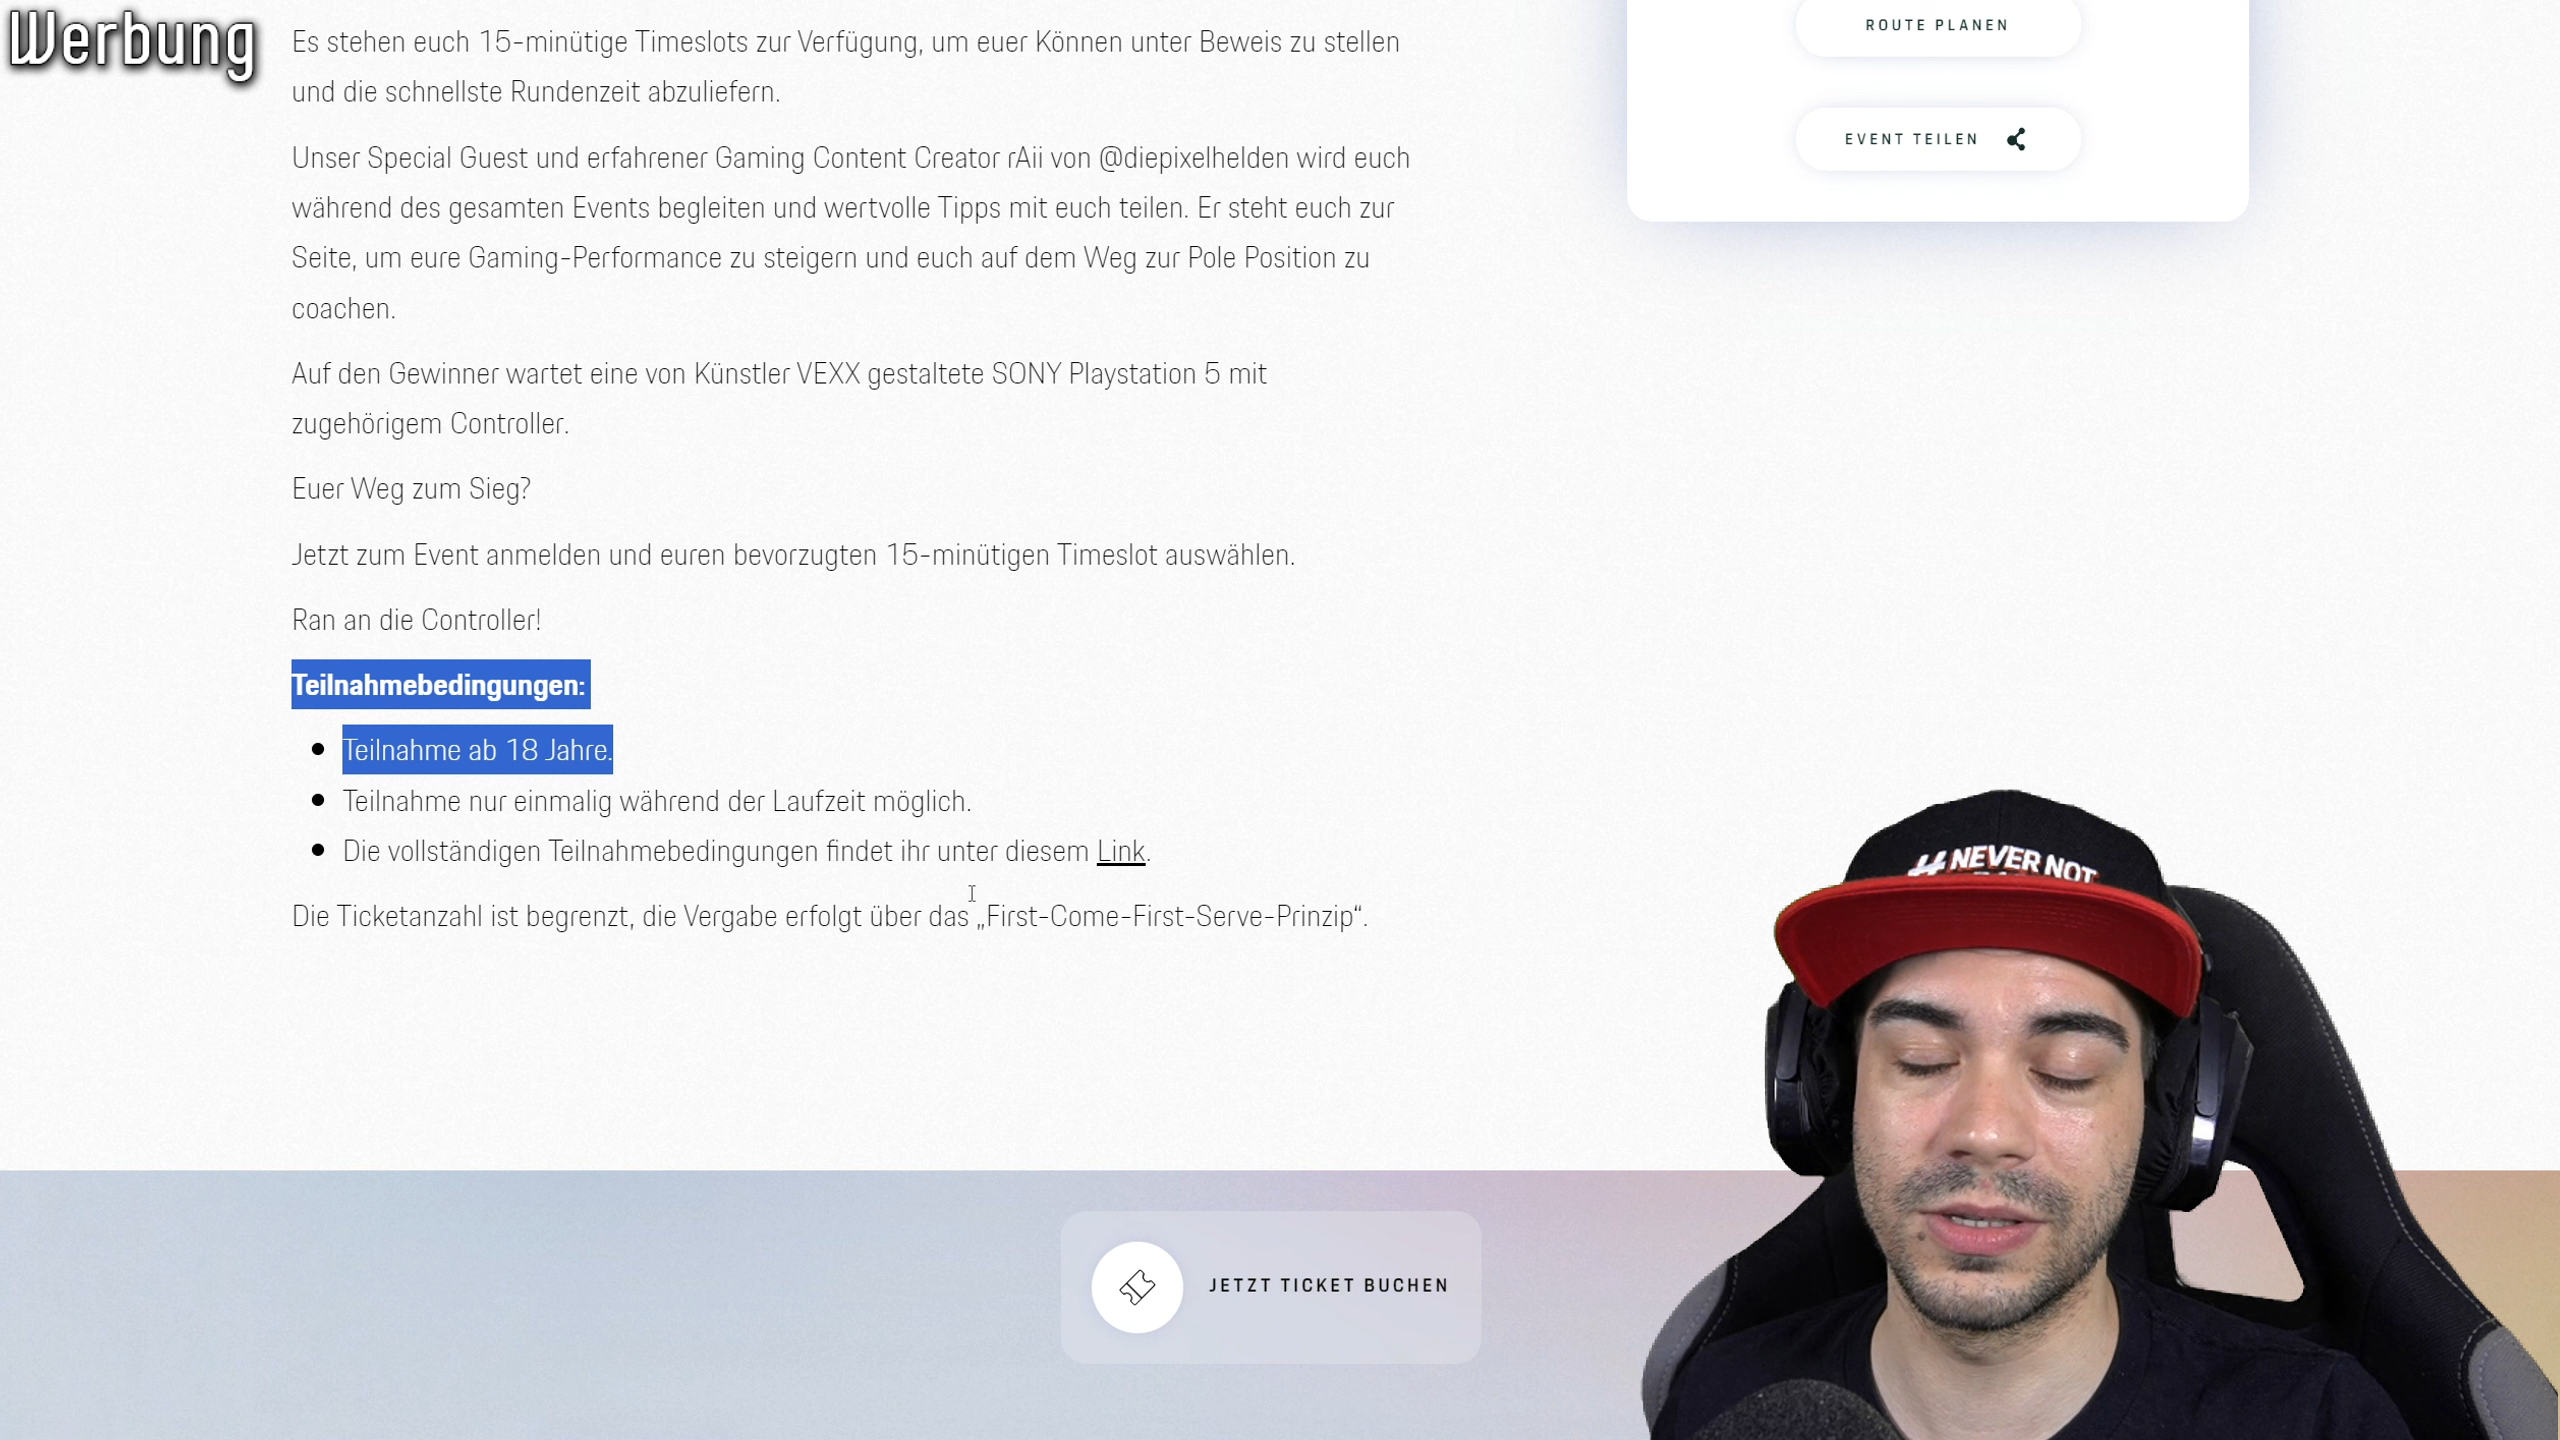 Werbung
Es stehen euch 15-minütige Timeslots zur Verfügung, um euer Können unter Beweis zu stellen
und die schnellste Rundenzeit abzuliefern.
Unser Special Guest und erfahrener Gaming Content Creator rAii von @diepixelhelden wird euch
während des gesamten Events begleiten und wertvolle Tipps mit euch teilen. Er steht euch zur
Seite, um eure Gaming-Performance zu steigern und euch auf dem Weg zur Pole Position zu
coachen.
Auf den Gewinner wartet eine von Künstler VEXX gestaltete SONY Playstation 5 mit
zugehörigem Controller.
Euer Weg zum Sieg?
Jetzt zum Event anmelden und euren bevorzugten 15-minütigen Timeslot auswählen.
Ran an die Controller!
Teilnahmebedingungen:
Teilnahme ab 18 Jahre.
Teilnahme nur einmalig während der Laufzeit möglich.
Die vollständigen Teilnahmebedingungen findet ihr unter diesem Link.
Die Ticketanzahl ist begrenzt, die Vergabe erfolgt über das „First-Come-First-Serve-Prinzip“.
ROUTE PLANEN
EVENT TEILEN
JETZT TICKET BUCHEN
#NEVER NOT